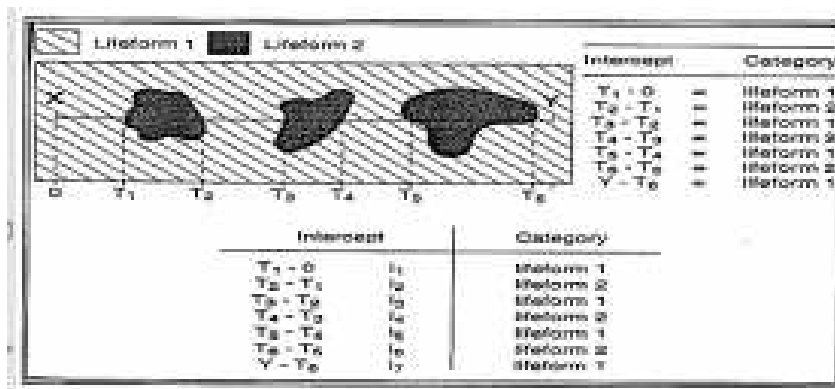 Lifeform 1 Lifeform 2
Intercept Category
X Y
T₁ - 0 = lifeform 1
T₂ - T₁ = lifeform 2
T₃ - T₂ = lifeform 1
T₄ - T₃ = lifeform 2
T₅ - T₄ = lifeform 1
T₆ - T₅ = lifeform 2
Y - T₆ = lifeform 1
0 T₁ T₂ T₃ T₄ T₅ T₆
Intercept Category
T₁ - 0 I₁ lifeform 1
T₂ - T₁ I₂ lifeform 2
T₃ - T₂ I₃ lifeform 1
T₄ - T₃ I₄ lifeform 2
T₅ - T₄ I₅ lifeform 1
T₆ - T₅ I₆ lifeform 2
Y - T₆ I₇ lifeform 1